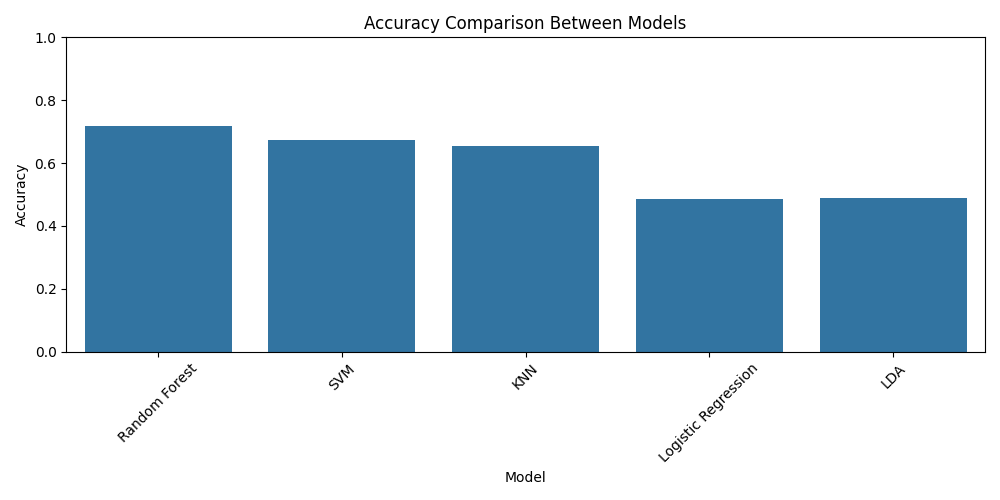 Accuracy Comparison Between Models
1.0
0.8
0.6
0.4
0.2
0.0
Accuracy
Random Forest
SVM
KNN
Logistic Regression
LDA
Model